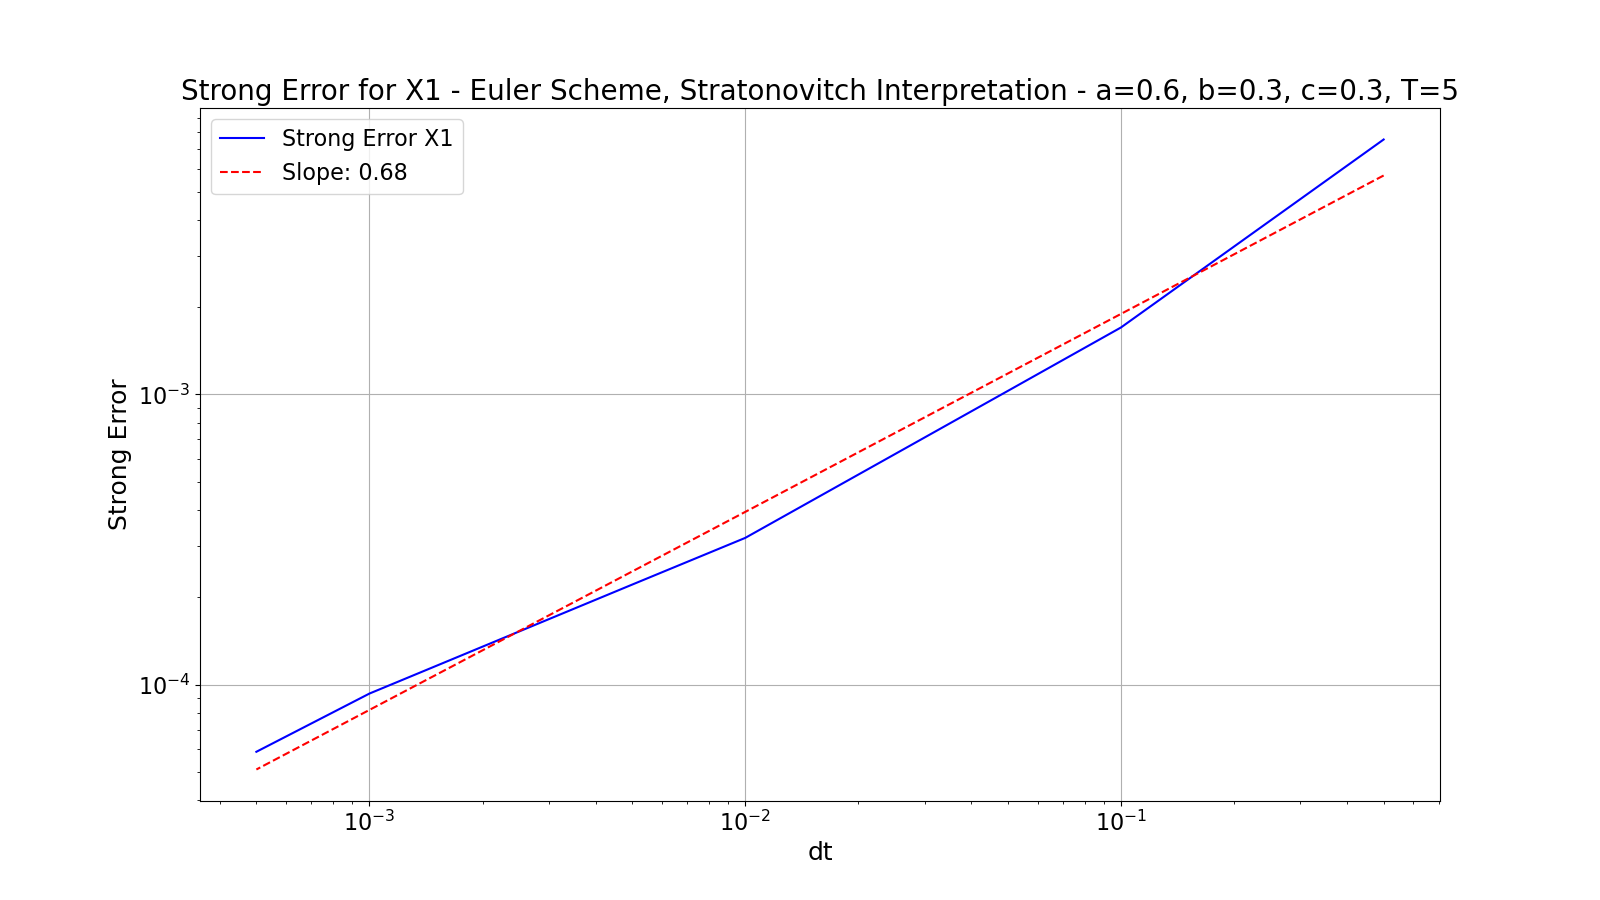 Strong Error for X1 - Euler Scheme, Stratonovitch Interpretation - a=0.6, b=0.3, c=0.3, T=5
Strong Error X1
Slope: 0.68
Strong Error
10⁻³
10⁻⁴
10⁻³
10⁻²
10⁻¹
dt